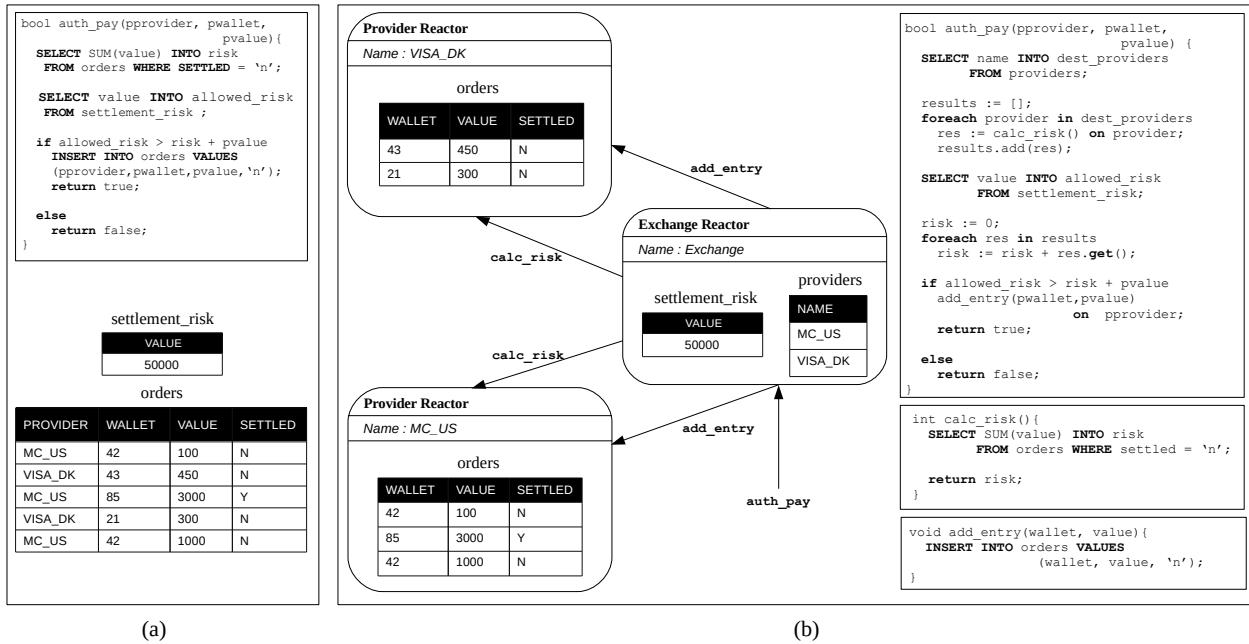 bool auth_pay(pprovider, pwallet,
pvalue){
SELECT SUM(value) INTO risk
FROM orders WHERE SETTLED = ‘n’;
SELECT value INTO allowed_risk
FROM settlement_risk ;
if allowed_risk > risk + pvalue
INSERT INTO orders VALUES
(pprovider,pwallet,pvalue,‘n’);
return true;
else
return false;
}
settlement_risk
VALUE
50000
orders
PROVIDER WALLET VALUE SETTLED
MC_US 42 100 N
VISA_DK 43 450 N
MC_US 85 3000 Y
VISA_DK 21 300 N
MC_US 42 1000 N
(a)
Provider Reactor
Name : VISA_DK
orders
WALLET VALUE SETTLED
43 450 N
21 300 N
add_entry
calc_risk
Exchange Reactor
Name : Exchange
settlement_risk
VALUE
50000
providers
NAME
MC_US
VISA_DK
calc_risk
add_entry
auth_pay
Provider Reactor
Name : MC_US
orders
WALLET VALUE SETTLED
42 100 N
85 3000 Y
42 1000 N
bool auth_pay(pprovider, pwallet,
pvalue) {
SELECT name INTO dest_providers
FROM providers;
results := [];
foreach provider in dest_providers
res := calc_risk() on provider;
results.add(res);
SELECT value INTO allowed_risk
FROM settlement_risk;
risk := 0;
foreach res in results
risk := risk + res.get();
if allowed_risk > risk + pvalue
add_entry(pwallet,pvalue)
on pprovider;
return true;
else
return false;
}
int calc_risk(){
SELECT SUM(value) INTO risk
FROM orders WHERE settled = ‘n’;
return risk;
}
void add_entry(wallet, value){
INSERT INTO orders VALUES
(wallet, value, ‘n’);
}
(b)